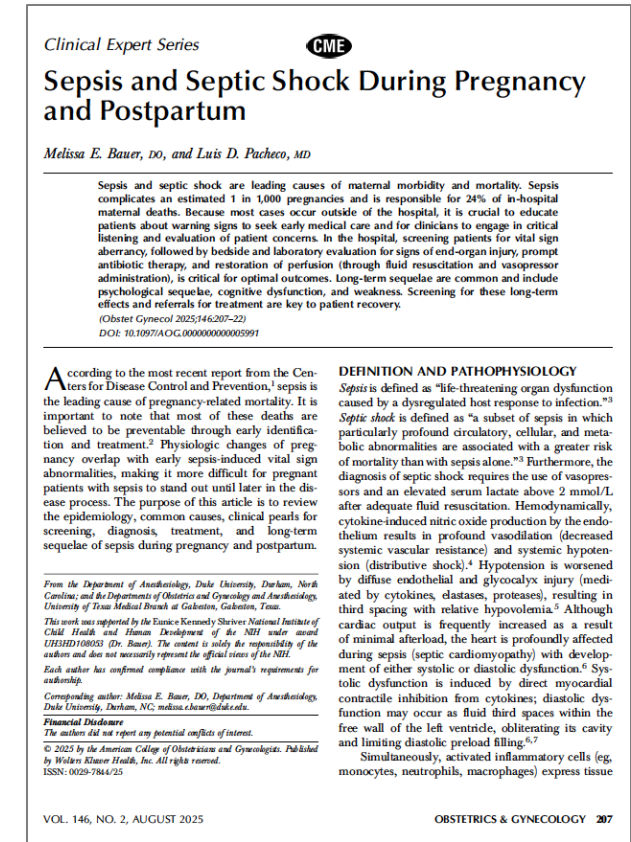 Clinical Expert Series
CME
Sepsis and Septic Shock During Pregnancy
and Postpartum
Melissa E. Bauer, DO, and Luis D. Pacheco, MD
Sepsis and septic shock are leading causes of maternal morbidity and mortality. Sepsis
complicates an estimated 1 in 1,000 pregnancies and is responsible for 24% of in-hospital
maternal deaths. Because most cases occur outside of the hospital, it is crucial to educate
patients about warning signs to seek early medical care and for clinicians to engage in critical
listening and evaluation of patient concerns. In the hospital, screening patients for vital sign
aberrancy, followed by bedside and laboratory evaluation for signs of end-organ injury, prompt
antibiotic therapy, and restoration of perfusion (through fluid resuscitation and vasopressor
administration), is critical for optimal outcomes. Long-term sequelae are common and include
psychological sequelae, cognitive dysfunction, and weakness. Screening for these long-term
effects and referrals for treatment are key to patient recovery.
(Obstet Gynecol 2025;146:207–22)
DOI: 10.1097/AOG.0000000000005991
According to the most recent report from the Cen-
ters for Disease Control and Prevention,1 sepsis is
the leading cause of pregnancy-related mortality. It is
important to note that most of these deaths are
believed to be preventable through early identifica-
tion and treatment.2 Physiologic changes of preg-
nancy overlap with early sepsis-induced vital sign
abnormalities, making it more difficult for pregnant
patients with sepsis to stand out until later in the dis-
ease process. The purpose of this article is to review
the epidemiology, common causes, clinical pearls for
screening, diagnosis, treatment, and long-term
sequelae of sepsis during pregnancy and postpartum.
From the Department of Anesthesiology, Duke University, Durham, North
Carolina; and the Departments of Obstetrics and Gynecology and Anesthesiology,
University of Texas Medical Branch at Galveston, Galveston, Texas.
This work was supported by the Eunice Kennedy Shriver National Institute of
Child Health and Human Development of the NIH under award
UH3HD108053 (Dr. Bauer). The content is solely the responsibility of the
authors and does not necessarily represent the official views of the NIH.
Each author has confirmed compliance with the journal's requirements for
authorship.
Corresponding author: Melissa E. Bauer, DO, Department of Anesthesiology,
Duke University, Durham, NC; melissa.e.bauer@duke.edu.
Financial Disclosure
The authors did not report any potential conflicts of interest.
© 2025 by the American College of Obstetricians and Gynecologists. Published
by Wolters Kluwer Health, Inc. All rights reserved.
ISSN: 0029-7844/25
DEFINITION AND PATHOPHYSIOLOGY
Sepsis is defined as “life-threatening organ dysfunction
caused by a dysregulated host response to infection.”3
Septic shock is defined as “a subset of sepsis in which
particularly profound circulatory, cellular, and meta-
bolic abnormalities are associated with a greater risk
of mortality than with sepsis alone.”3 Furthermore, the
diagnosis of septic shock requires the use of vasopres-
sors and an elevated serum lactate above 2 mmol/L
after adequate fluid resuscitation. Hemodynamically,
cytokine-induced nitric oxide production by the endo-
thelium results in profound vasodilation (decreased
systemic vascular resistance) and systemic hypoten-
sion (distributive shock).4 Hypotension is worsened
by diffuse endothelial and glycocalyx injury (medi-
ated by cytokines, elastases, proteases), resulting in
third spacing with relative hypovolemia.5 Although
cardiac output is frequently increased as a result
of minimal afterload, the heart is profoundly affected
during sepsis (septic cardiomyopathy) with develop-
ment of either systolic or diastolic dysfunction.6 Sys-
tolic dysfunction is induced by direct myocardial
contractile inhibition from cytokines; diastolic dys-
function may occur as fluid third spaces within the
free wall of the left ventricle, obliterating its cavity
and limiting diastolic preload filling.6,7
Simultaneously, activated inflammatory cells (eg,
monocytes, neutrophils, macrophages) express tissue
VOL. 146, NO. 2, AUGUST 2025
OBSTETRICS & GYNECOLOGY 207